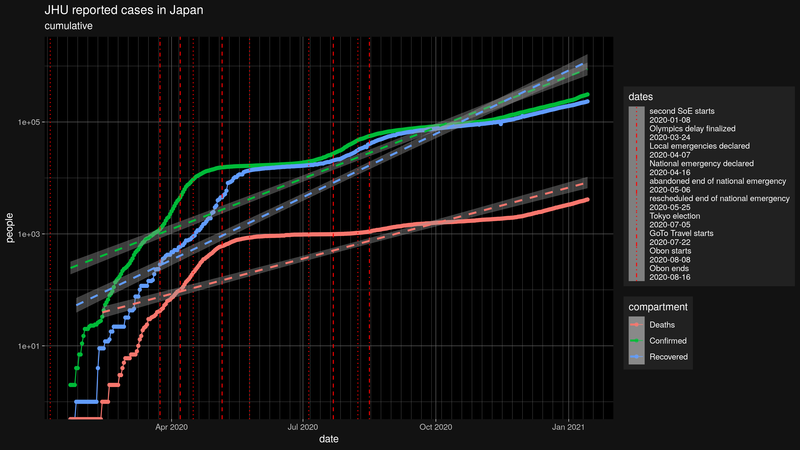 JHU reported cases in Japan
cumulative
people
1e+05
1e+03
1e+01
Apr 2020
Jul 2020
Oct 2020
Jan 2021
date
dates
second SoE starts
2020-01-08
Olympics delay finalized
2020-03-24
Local emergencies declared
2020-04-07
National emergency declared
2020-04-16
abandoned end of national emergency
2020-05-06
rescheduled end of national emergency
2020-05-25
Tokyo election
2020-07-05
GoTo Travel starts
2020-07-22
Obon starts
2020-08-08
Obon ends
2020-08-16
compartment
Deaths
Confirmed
Recovered